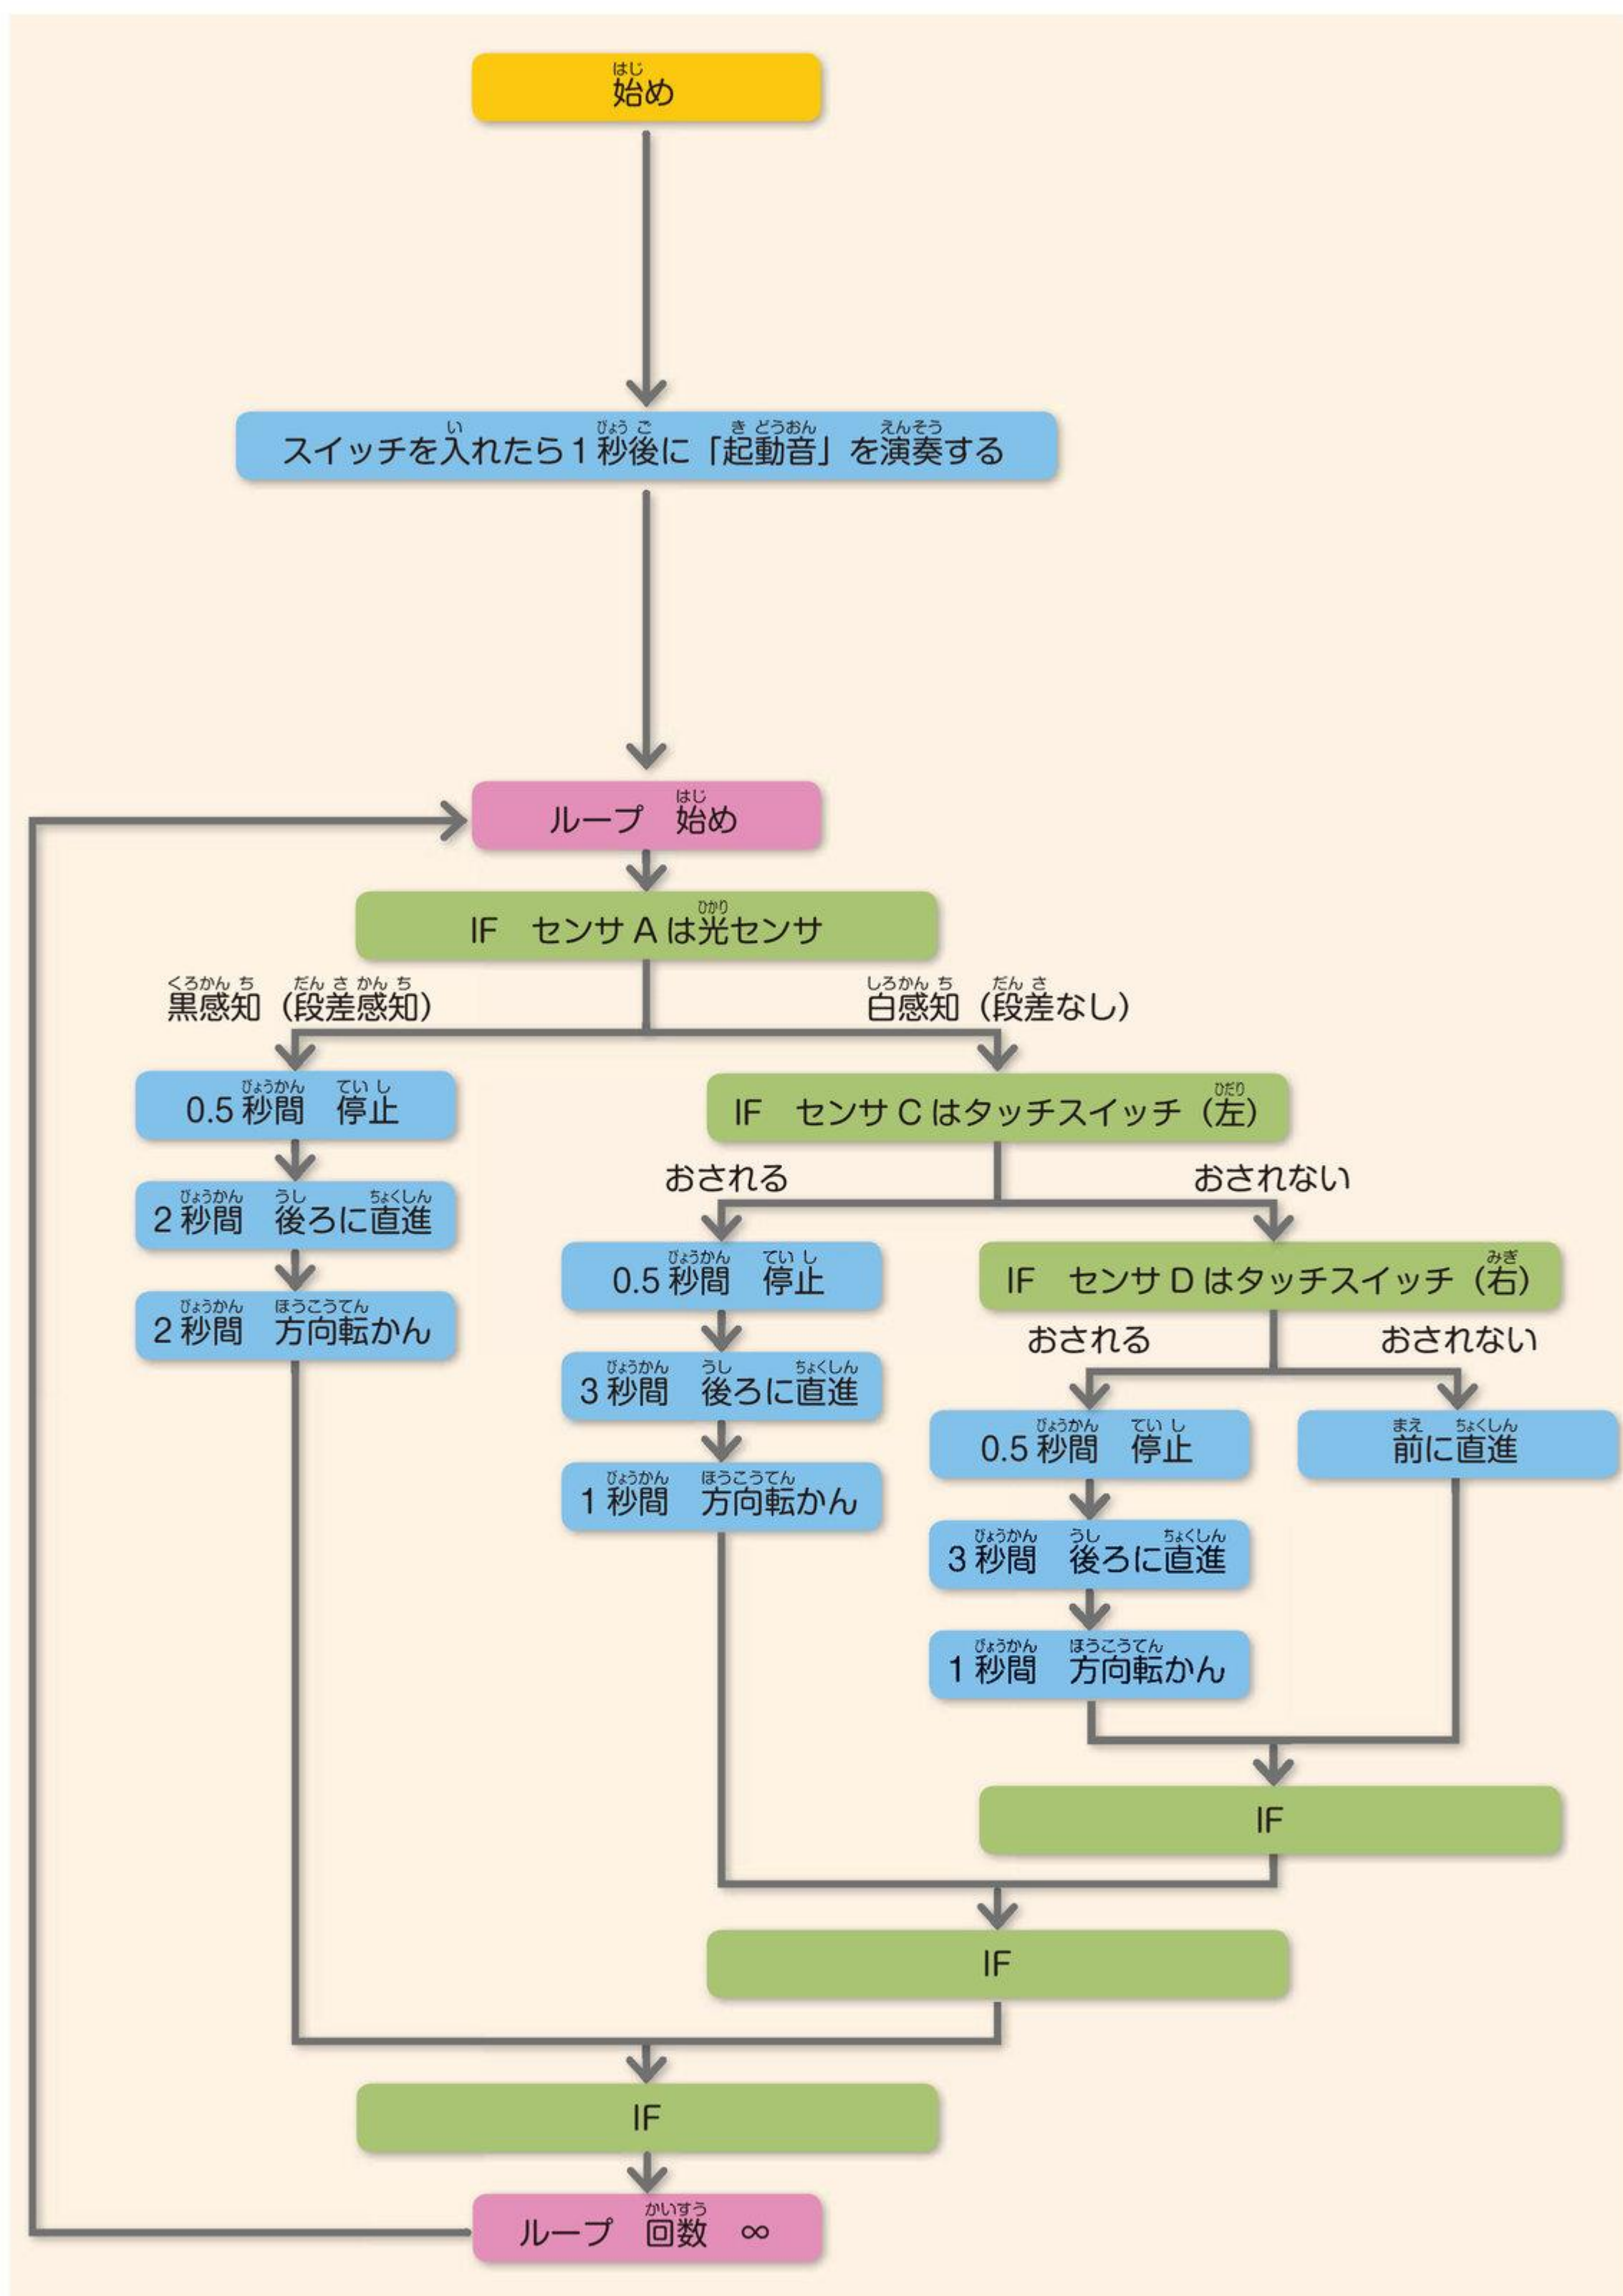 始め
スイッチを入れたら1秒後に「起動音」を演奏する
ループ 始め
IF センサAは光センサ
黒感知（段差感知）
白感知（段差なし）
0.5秒間 停止
2秒間 後ろに直進
2秒間 方向転かん
IF センサCはタッチスイッチ（左）
おされる
おされない
0.5秒間 停止
3秒間 後ろに直進
1秒間 方向転かん
IF センサDはタッチスイッチ（右）
おされる
おされない
0.5秒間 停止
3秒間 後ろに直進
1秒間 方向転かん
前に直進
IF
IF
IF
ループ 回数 ∞